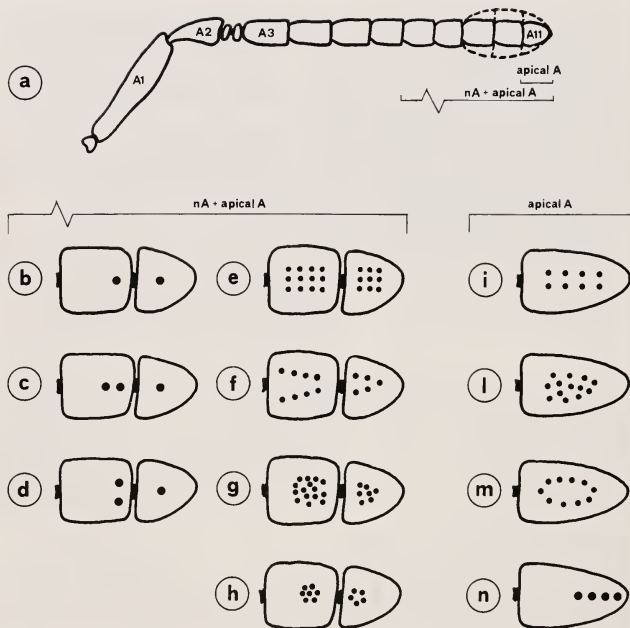 A1 A2 A3 A11
a
apical A
nA + apical A
nA + apical A apical A
b e i
c f l
d g m
h n